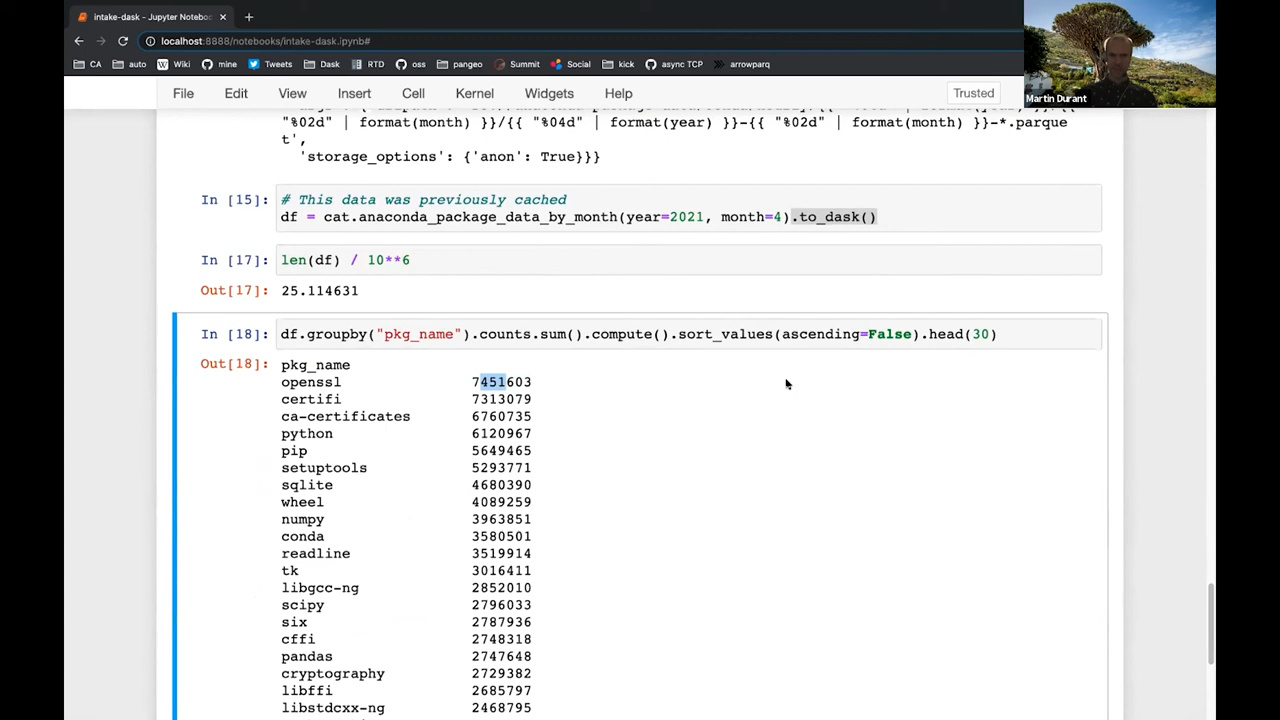 intake-dask - Jupyter Noteboo
localhost:8888/notebooks/intake-dask.ipynb#
CA auto Wiki mine Tweets Dask RTD oss pangeo Summit Social kick async TCP arrowparq
Martin Durant
File Edit View Insert Cell Kernel Widgets Help Trusted
"%02d" | format(month) }}/{{ "%04d" | format(year) }}-{{ "%02d" | format(month) }}-*.parque
t',
'storage_options': {'anon': True}}}
In [15]: # This data was previously cached
df = cat.anaconda_package_data_by_month(year=2021, month=4).to_dask()
In [17]: len(df) / 10**6
Out[17]: 25.114631
In [18]: df.groupby("pkg_name").counts.sum().compute().sort_values(ascending=False).head(30)
Out[18]: pkg_name
openssl 7451603
certifi 7313079
ca-certificates 6760735
python 6120967
pip 5649465
setuptools 5293771
sqlite 4680390
wheel 4089259
numpy 3963851
conda 3580501
readline 3519914
tk 3016411
libgcc-ng 2852010
scipy 2796033
six 2787936
cffi 2748318
pandas 2747648
cryptography 2729382
libffi 2685797
libstdcxx-ng 2468795